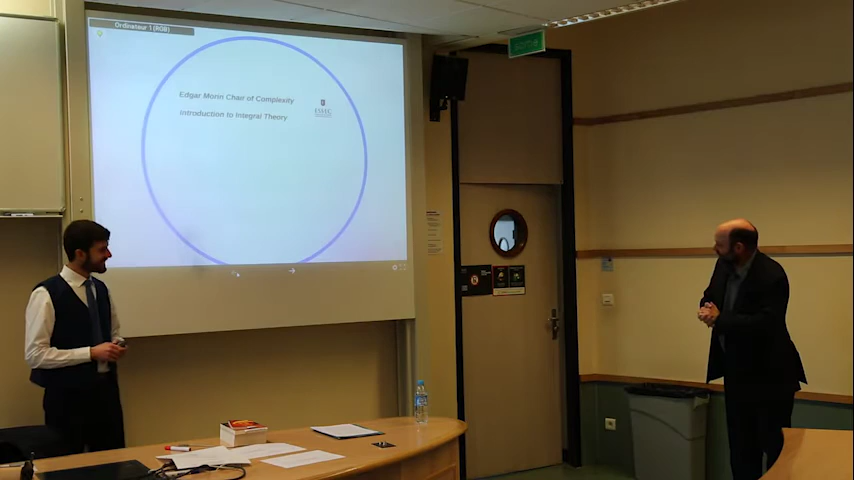 Ordinateur 1 [RGB]
Edgar Morin Chair of Complexity
ESSEC
Introduction to Integral Theory